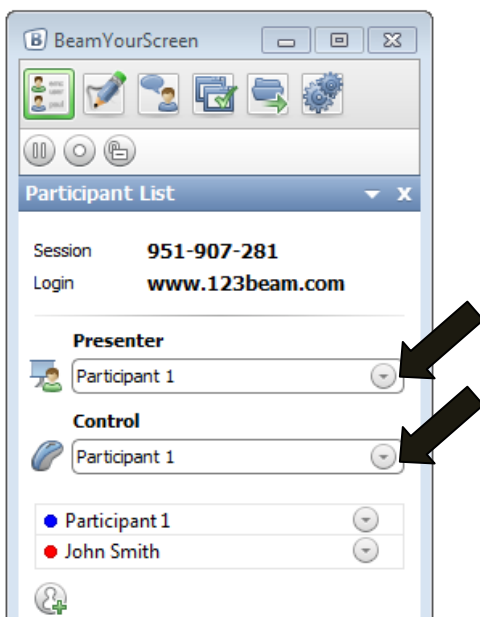 BeamYourScreen
Participant List
Session 951-907-281
Login www.123beam.com
Presenter
Participant 1
Control
Participant 1
Participant 1
John Smith